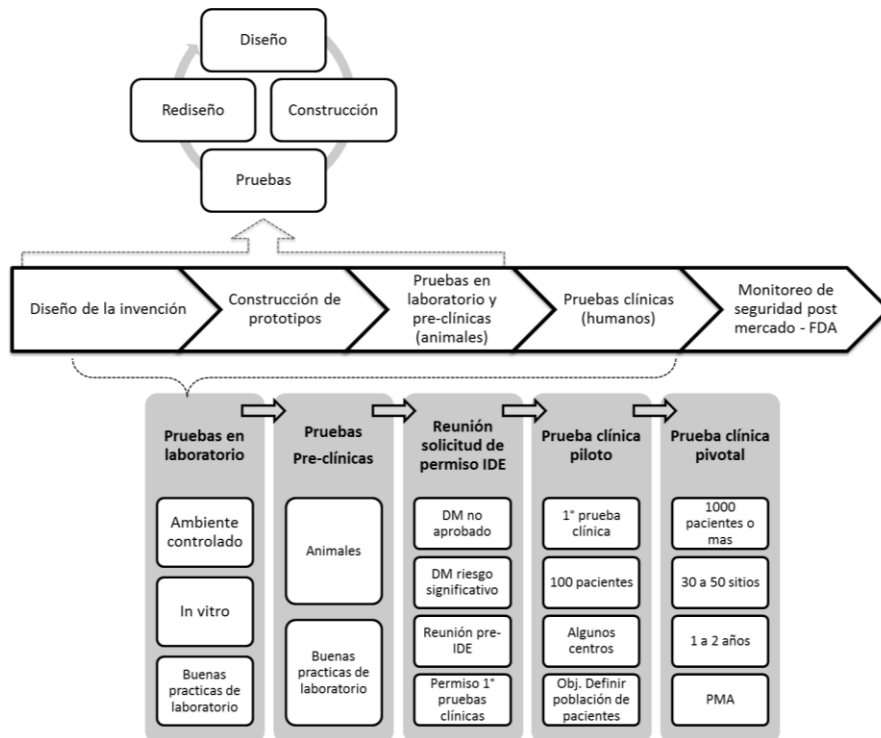 Diseño
Rediseño
Construcción
Pruebas
Diseño de la invención
Construcción de
prototipos
Pruebas en
laboratorio y
pre-clínicas
(animales)
Pruebas clínicas
(humanos)
Monitoreo de
seguridad post
mercado - FDA
Pruebas en
laboratorio
Ambiente
controlado
In vitro
Buenas
practicas de
laboratorio
Pruebas
Pre-clínicas
Animales
Buenas
practicas de
laboratorio
Reunión
solicitud de
permiso IDE
DM no
aprobado
DM riesgo
significativo
Reunión pre-
IDE
Permiso 1°
pruebas
clínicas
Prueba clínica
piloto
1° prueba
clínica
100 pacientes
Algunos
centros
Obj. Definir
población de
pacientes
Prueba clínica
pivotal
1000
pacientes o
mas
30 a 50 sitios
1 a 2 años
PMA